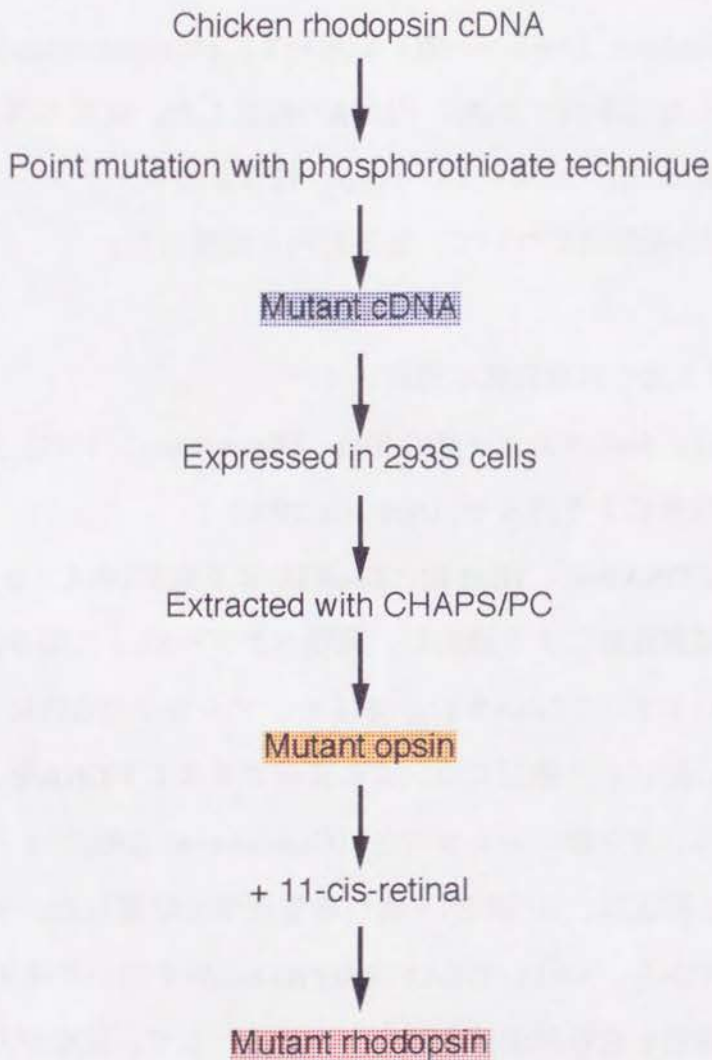 Chicken rhodopsin cDNA
Point mutation with phosphorothioate technique
Mutant cDNA
Expressed in 293S cells
Extracted with CHAPS/PC
Mutant opsin
+ 11-cis-retinal
Mutant rhodopsin